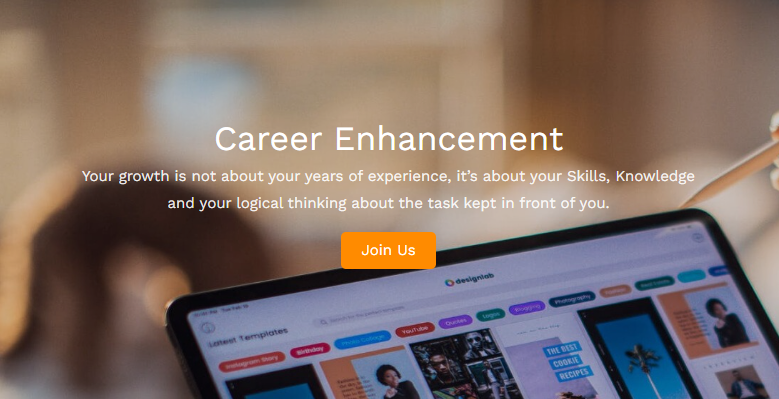 Career Enhancement
Your growth is not about your years of experience, it's about your Skills, Knowledge
and your logical thinking about the task kept in front of you.
Join Us
designlab
Latest Templates
Instagram Story
Birthday
YouTube
Quotes
Logos
Blogging
Photography
THE BEST
COOKIE
RECIPES